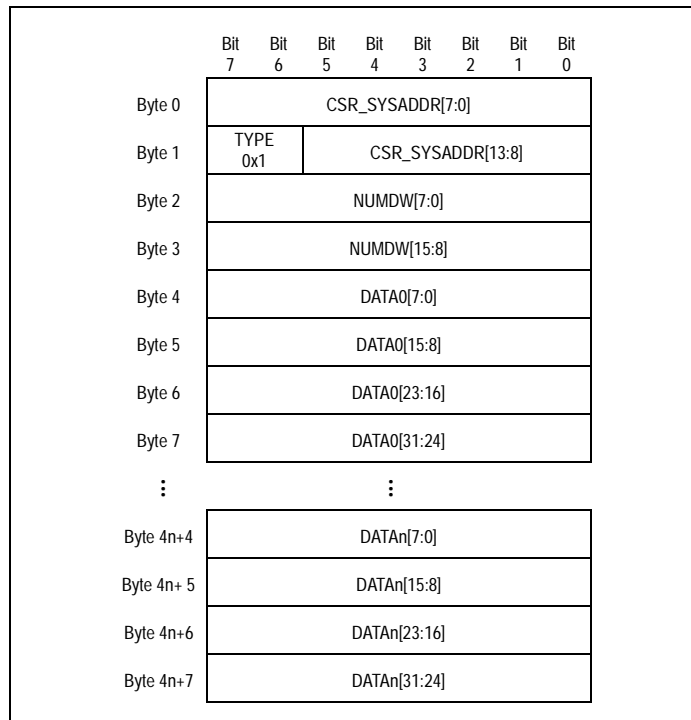 Bit Bit Bit Bit Bit Bit Bit Bit
7 6 5 4 3 2 1 0
Byte 0 CSR_SYSADDR[7:0]
Byte 1 TYPE 0x1 CSR_SYSADDR[13:8]
Byte 2 NUMDW[7:0]
Byte 3 NUMDW[15:8]
Byte 4 DATA0[7:0]
Byte 5 DATA0[15:8]
Byte 6 DATA0[23:16]
Byte 7 DATA0[31:24]
⋮ ⋮
Byte 4n+4 DATAn[7:0]
Byte 4n+ 5 DATAn[15:8]
Byte 4n+6 DATAn[23:16]
Byte 4n+7 DATAn[31:24]